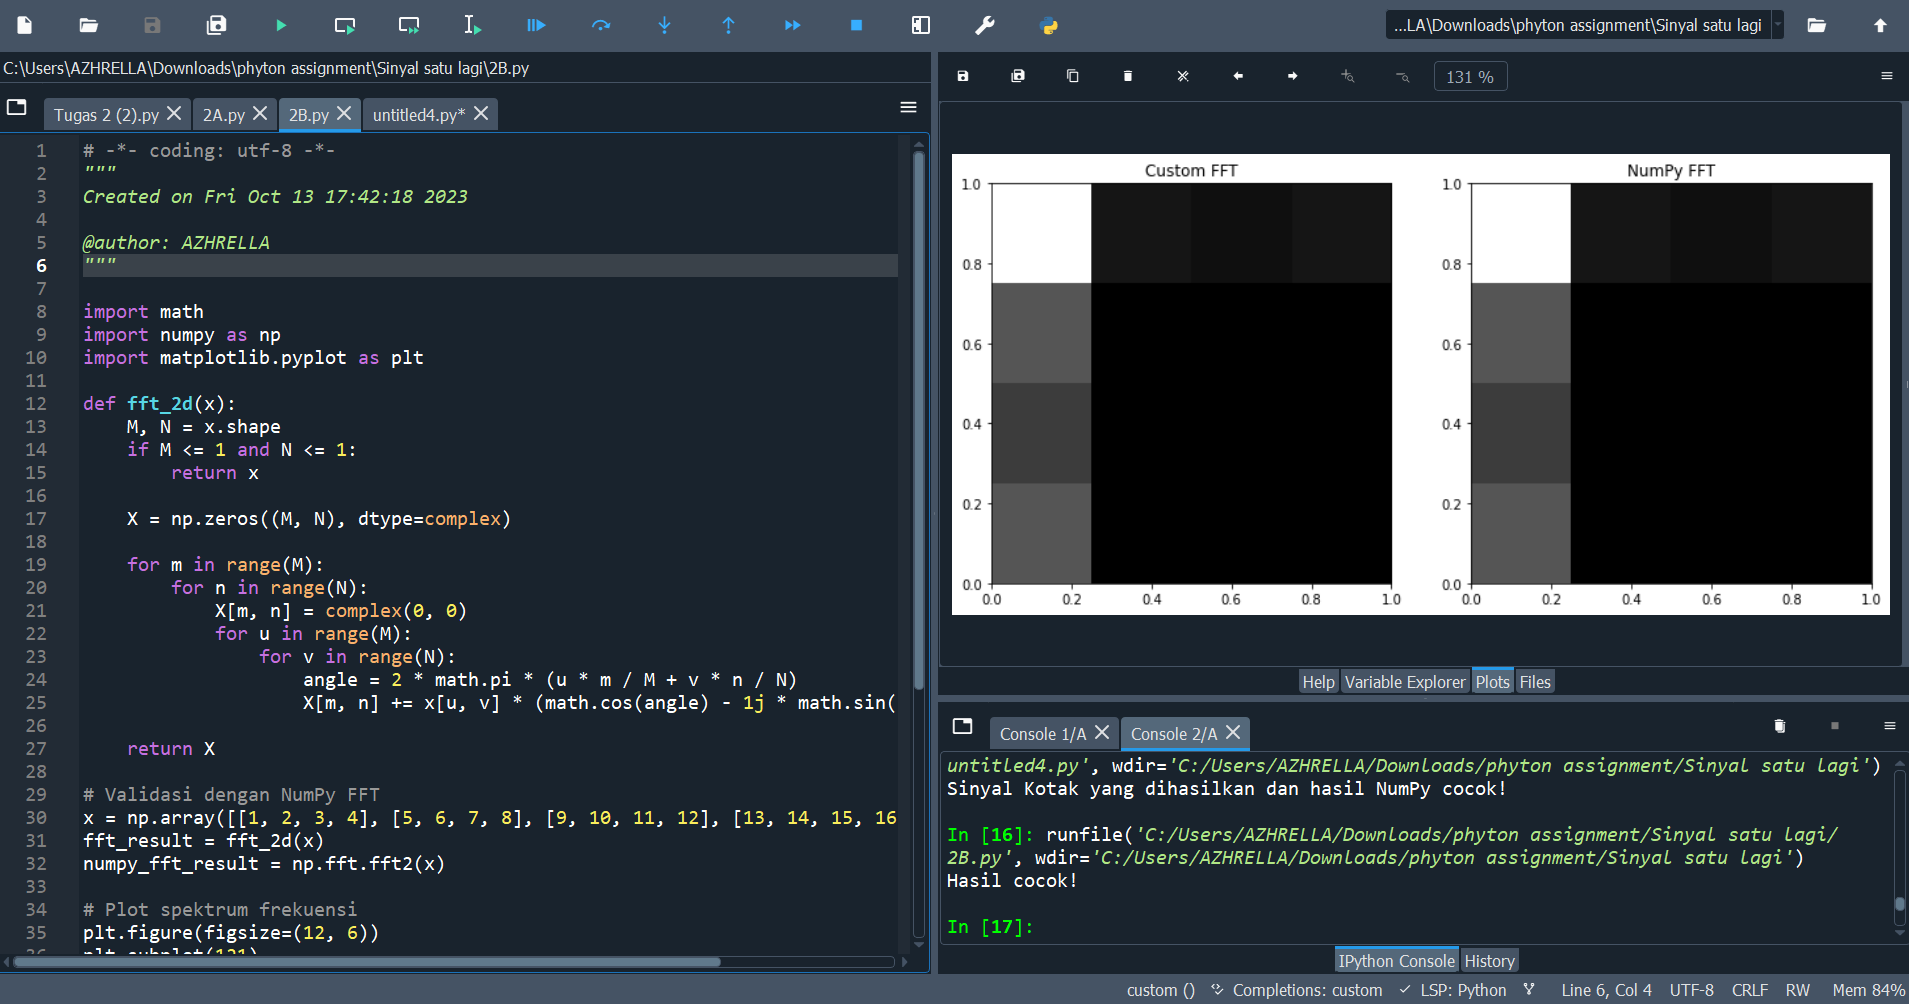 ...LA\Downloads\phyton assignment\Sinyal satu lagi
C:\Users\AZHRELLA\Downloads\phyton assignment\Sinyal satu lagi\2B.py
Tugas 2 (2).py
2A.py
2B.py
untitled4.py*
1 # -*- coding: utf-8 -*-
2 """
3 Created on Fri Oct 13 17:42:18 2023
4
5 @author: AZHRELLA
6 """
7
8 import math
9 import numpy as np
10 import matplotlib.pyplot as plt
11
12 def fft_2d(x):
13     M, N = x.shape
14     if M <= 1 and N <= 1:
15         return x
16
17     X = np.zeros((M, N), dtype=complex)
18
19     for m in range(M):
20         for n in range(N):
21             X[m, n] = complex(0, 0)
22             for u in range(M):
23                 for v in range(N):
24                     angle = 2 * math.pi * (u * m / M + v * n / N)
25                     X[m, n] += x[u, v] * (math.cos(angle) - 1j * math.sin(
26
27     return X
28
29 # Validasi dengan NumPy FFT
30 x = np.array([[1, 2, 3, 4], [5, 6, 7, 8], [9, 10, 11, 12], [13, 14, 15, 16
31 fft_result = fft_2d(x)
32 numpy_fft_result = np.fft.fft2(x)
33
34 # Plot spektrum frekuensi
35 plt.figure(figsize=(12, 6))
131 %
Custom FFT
1.0
0.8
0.6
0.4
0.2
0.0
0.0 0.2 0.4 0.6 0.8 1.0
NumPy FFT
1.0
0.8
0.6
0.4
0.2
0.0
0.0 0.2 0.4 0.6 0.8 1.0
Help Variable Explorer Plots Files
Console 1/A
Console 2/A
untitled4.py', wdir='C:/Users/AZHRELLA/Downloads/phyton assignment/Sinyal satu lagi')
Sinyal Kotak yang dihasilkan dan hasil NumPy cocok!
In [16]: runfile('C:/Users/AZHRELLA/Downloads/phyton assignment/Sinyal satu lagi/
2B.py', wdir='C:/Users/AZHRELLA/Downloads/phyton assignment/Sinyal satu lagi')
Hasil cocok!
In [17]:
IPython Console History
custom () Completions: custom LSP: Python Line 6, Col 4 UTF-8 CRLF RW Mem 84%